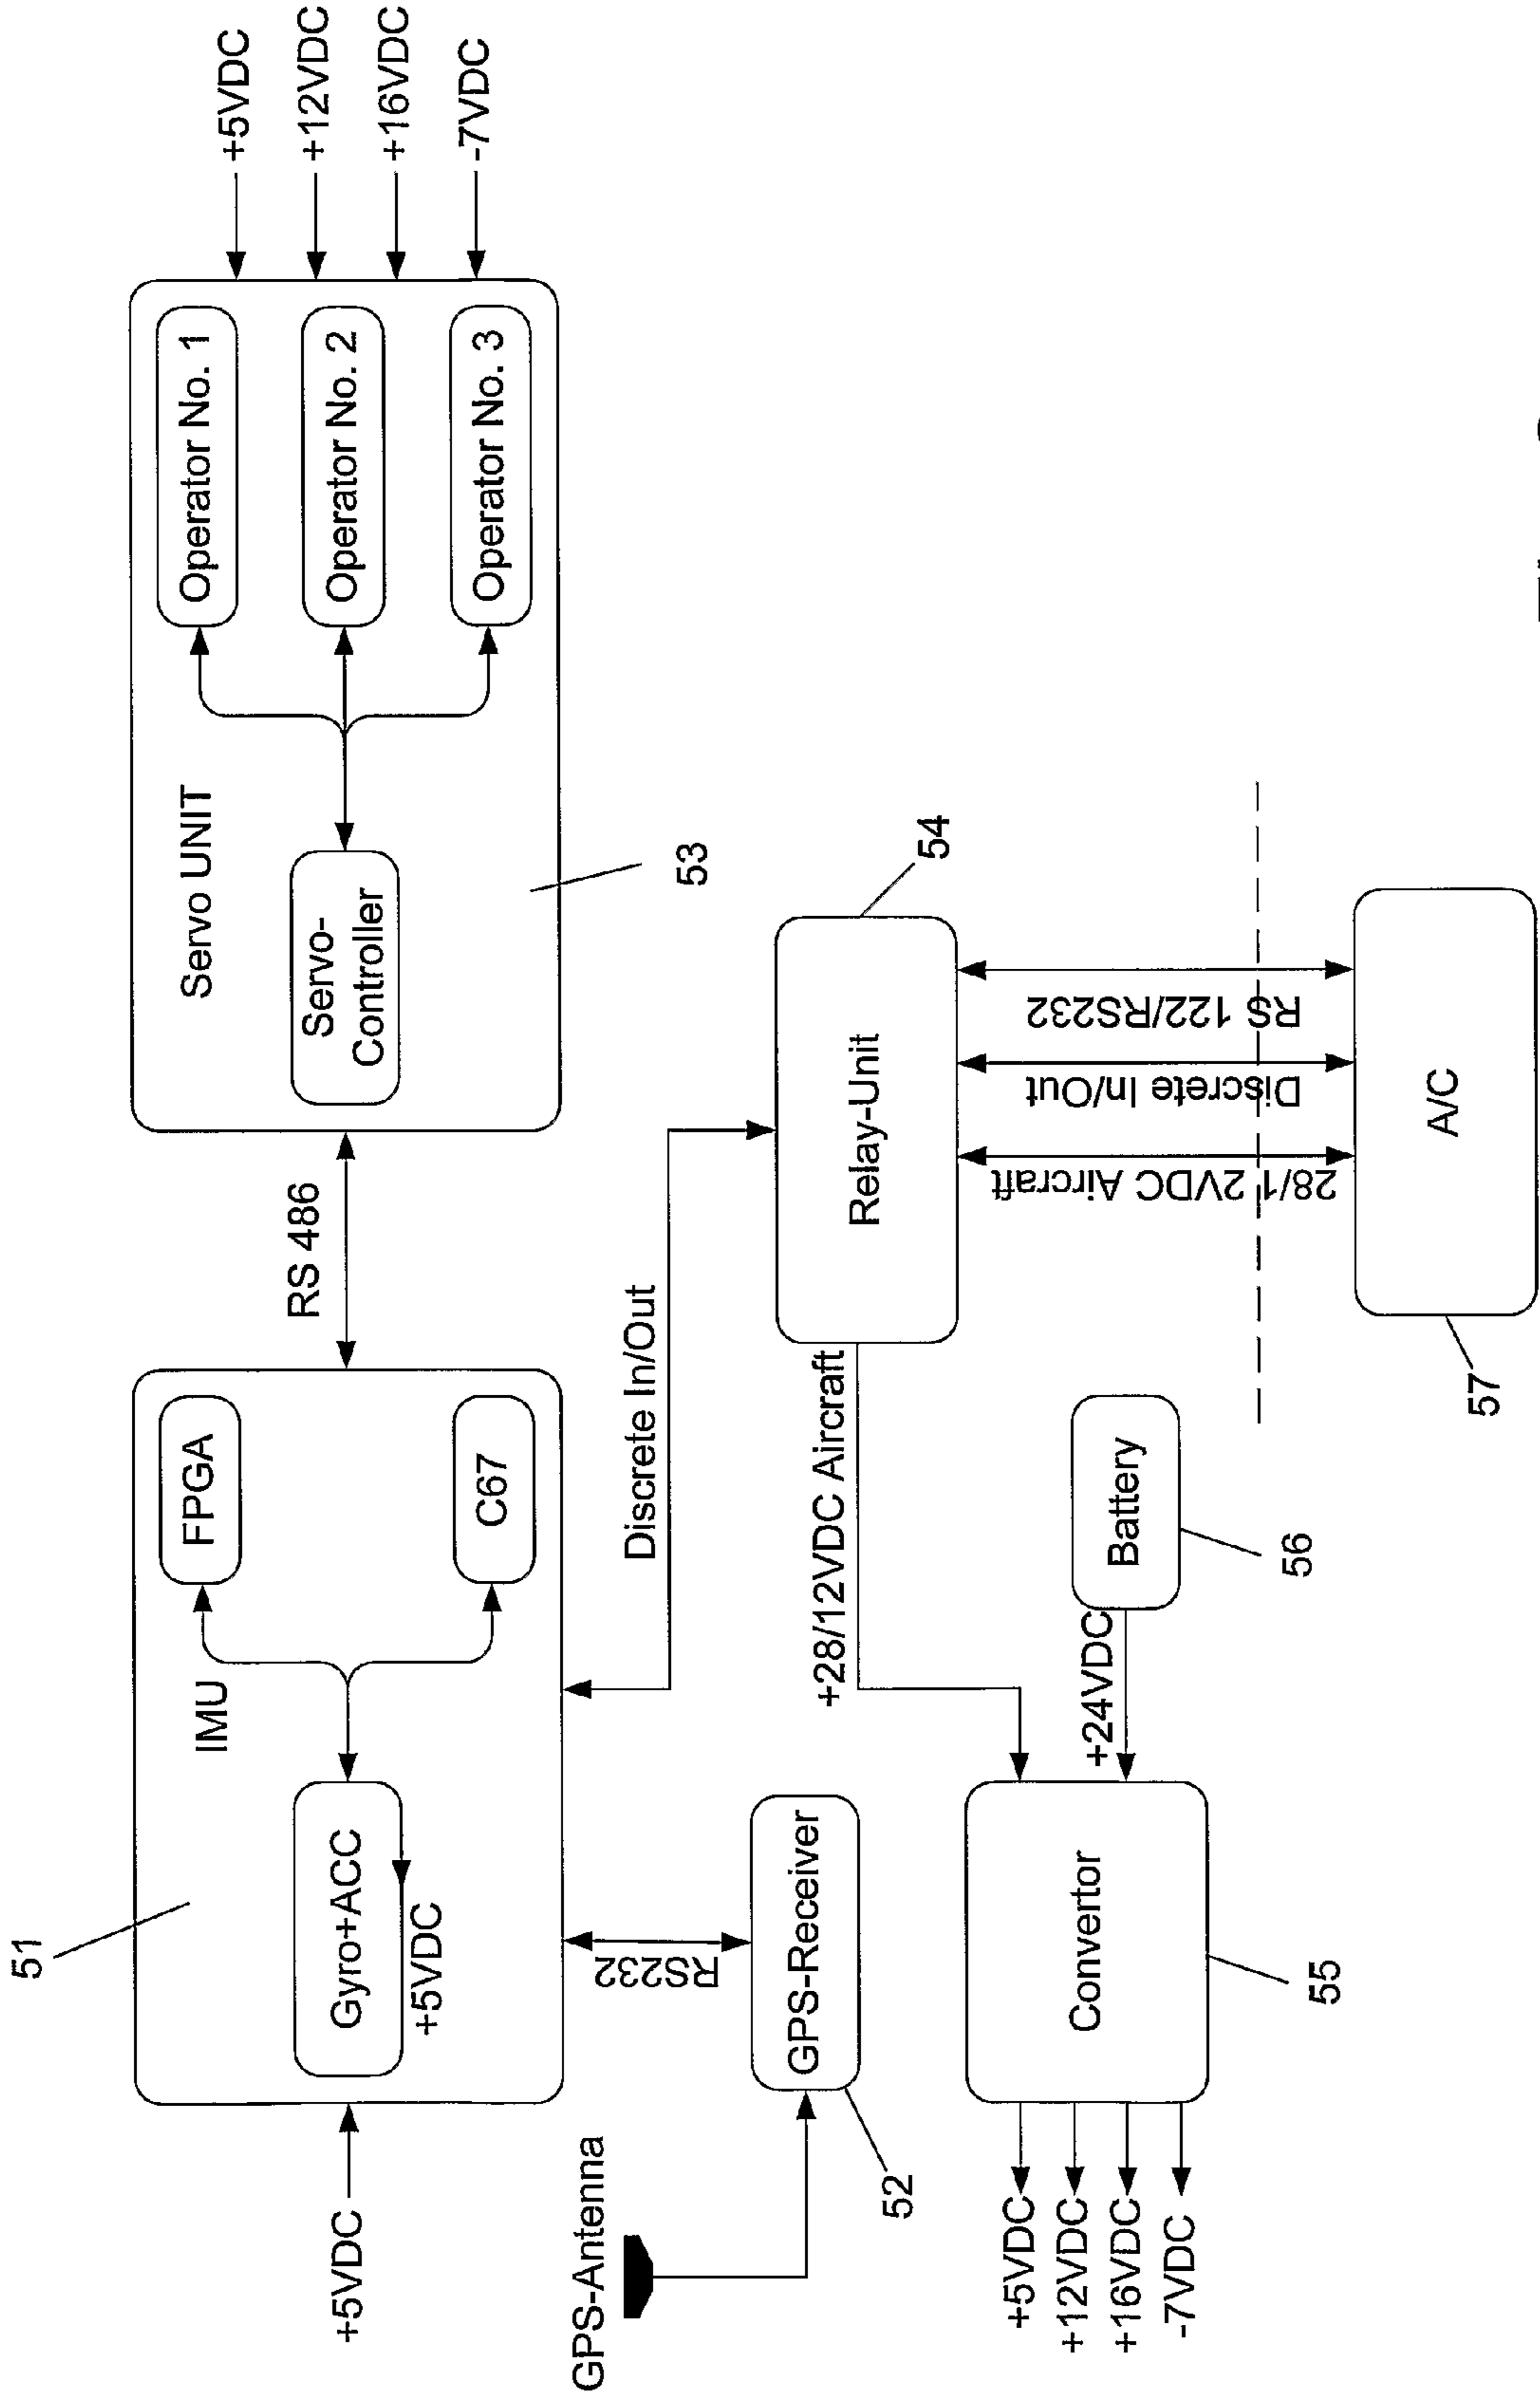 51
+5VDC
IMU
Gyro+ACC
+5VDC
FPGA
C67
RS 486
Servo UNIT
Servo-
Controller
Operator No. 1
Operator No. 2
Operator No. 3
53
+5VDC
+12VDC
+16VDC
-7VDC
GPS-Antenna
RS232
GPS-Receiver
52
Discrete In/Out
Relay-Unit
54
+28/12VDC Aircraft
+5VDC
+12VDC
+16VDC
-7VDC
Convertor
55
+24VDC
Battery
56
28/1 2VDC Aircraft
Discrete In/Out
RS 122/RS232
A/C
57